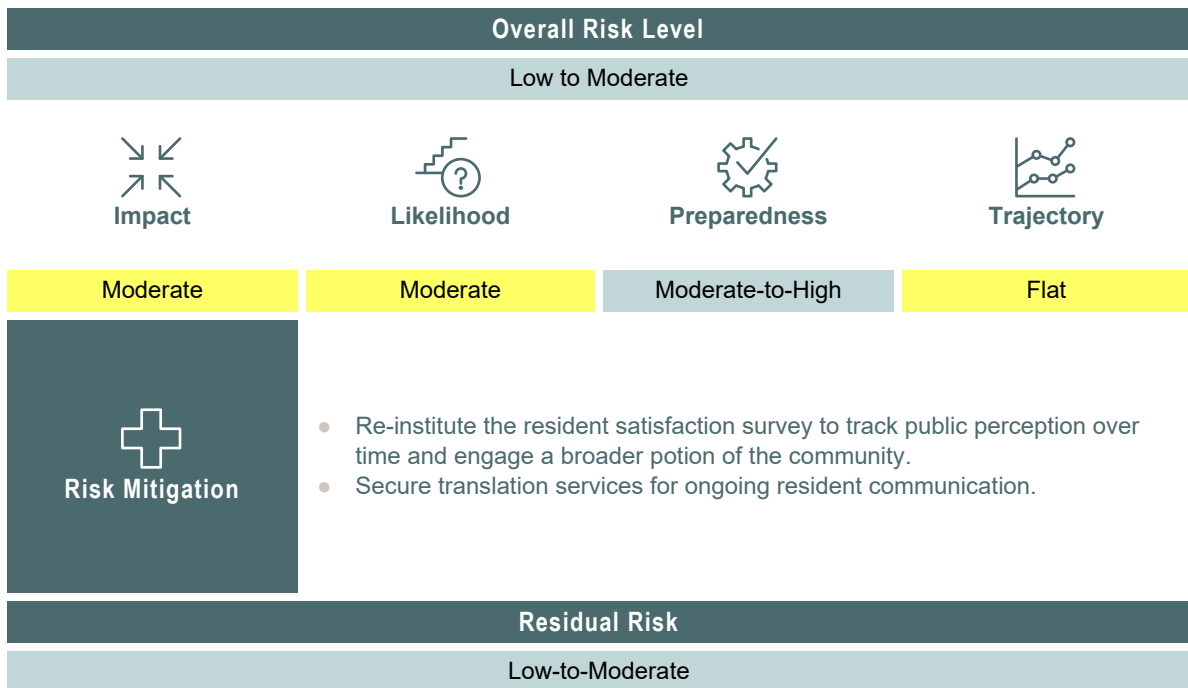 Overall Risk Level
Low to Moderate
Impact
Likelihood
Preparedness
Trajectory
Moderate
Moderate
Moderate-to-High
Flat
Risk Mitigation
● Re-institute the resident satisfaction survey to track public perception over
time and engage a broader potion of the community.
● Secure translation services for ongoing resident communication.
Residual Risk
Low-to-Moderate